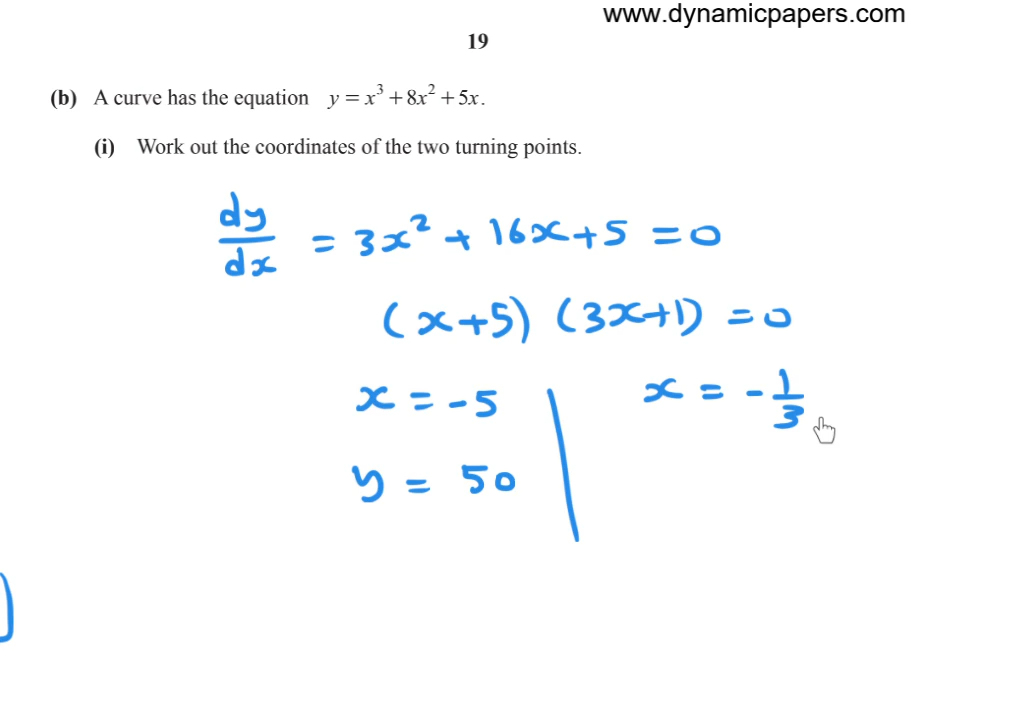 www.dynamicpapers.com
19
(b) A curve has the equation y = x³ + 8x² + 5x.
(i) Work out the coordinates of the two turning points.
dy/dx = 3x² + 16x + 5 = 0
(x+5) (3x+1) = 0
x = -5 x = -1/3
y = 50